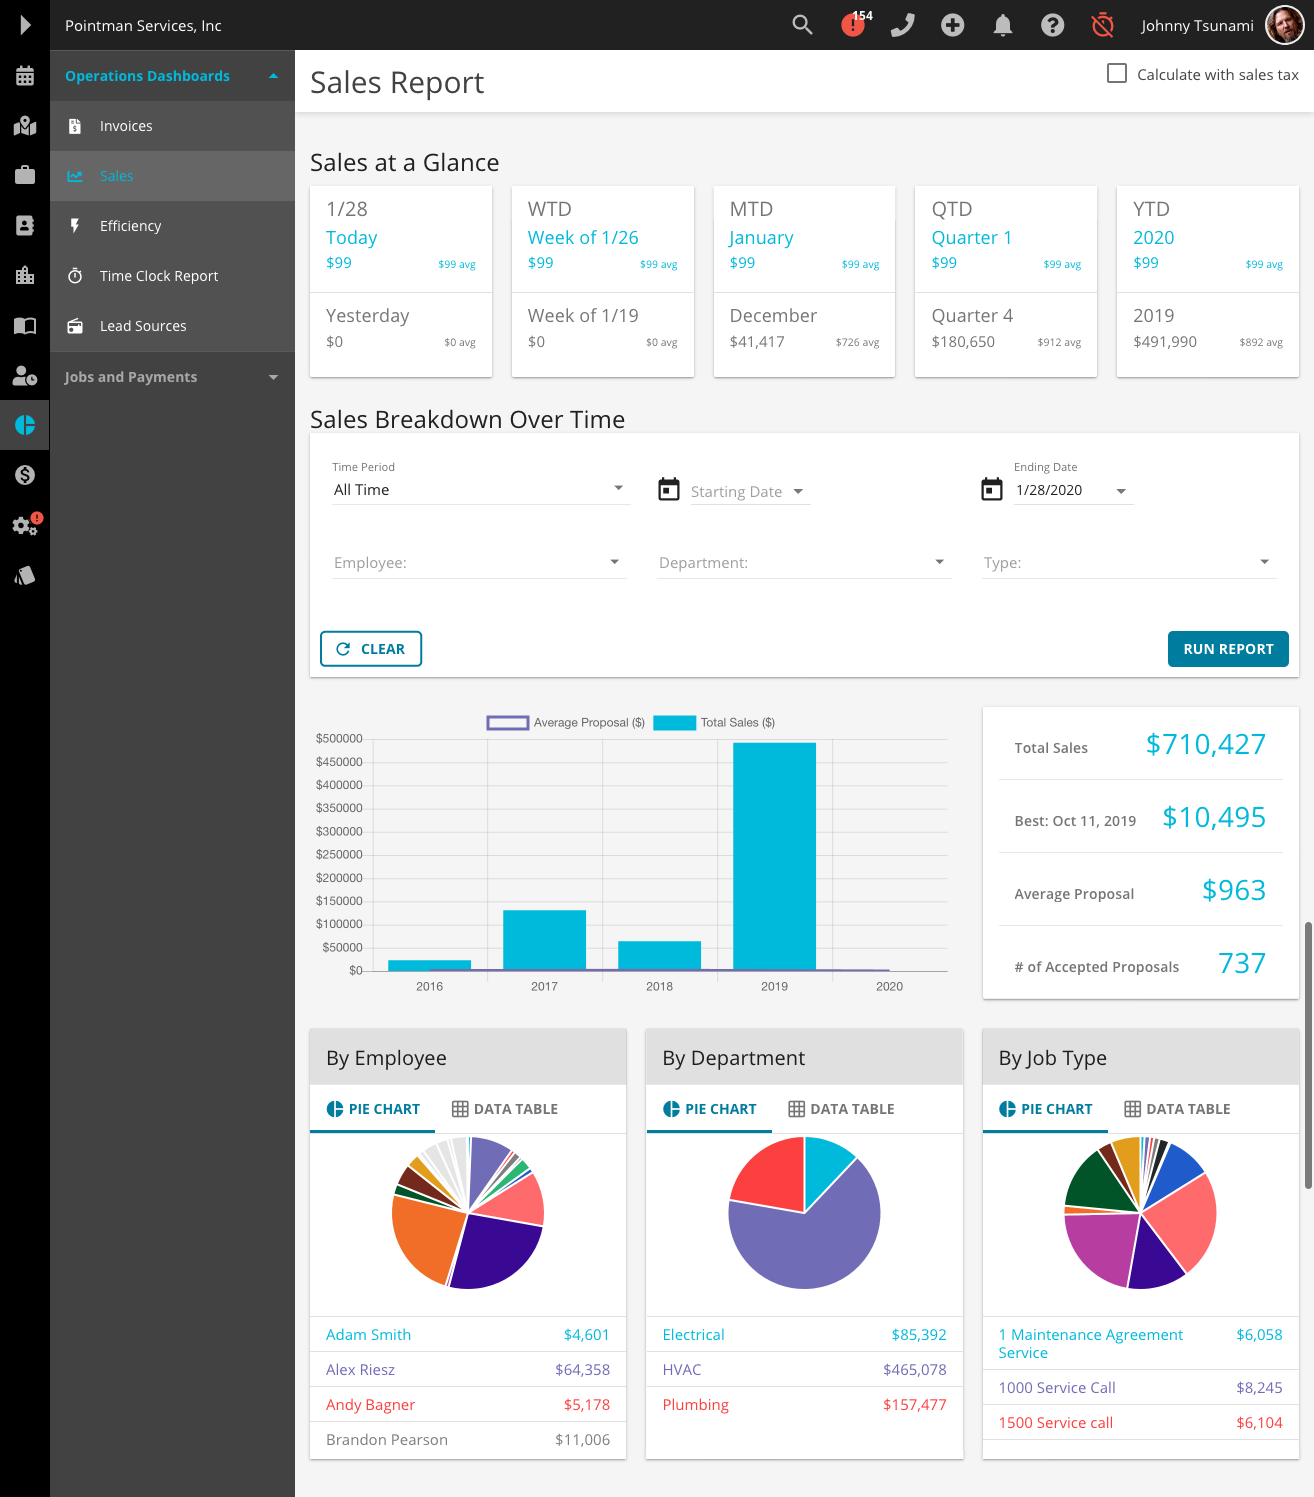 Pointman Services, Inc
154
Johnny Tsunami
Operations Dashboards
Invoices
Sales
Efficiency
Time Clock Report
Lead Sources
Jobs and Payments
Sales Report
Calculate with sales tax
Sales at a Glance
1/28
Today
$99 $99 avg
Yesterday
$0 $0 avg
WTD
Week of 1/26
$99 $99 avg
Week of 1/19
$0 $0 avg
MTD
January
$99 $99 avg
December
$41,417 $726 avg
QTD
Quarter 1
$99 $99 avg
Quarter 4
$180,650 $912 avg
YTD
2020
$99 $99 avg
2019
$491,990 $892 avg
Sales Breakdown Over Time
Time Period
All Time
Starting Date
Ending Date
1/28/2020
Employee:
Department:
Type:
CLEAR
RUN REPORT
Average Proposal ($) Total Sales ($)
$500000
$450000
$400000
$350000
$300000
$250000
$200000
$150000
$100000
$50000
$0
2016 2017 2018 2019 2020
Total Sales $710,427
Best: Oct 11, 2019 $10,495
Average Proposal $963
# of Accepted Proposals 737
By Employee
PIE CHART DATA TABLE
Adam Smith $4,601
Alex Riesz $64,358
Andy Bagner $5,178
Brandon Pearson $11,006
By Department
PIE CHART DATA TABLE
Electrical $85,392
HVAC $465,078
Plumbing $157,477
By Job Type
PIE CHART DATA TABLE
1 Maintenance Agreement $6,058
Service
1000 Service Call $8,245
1500 Service call $6,104